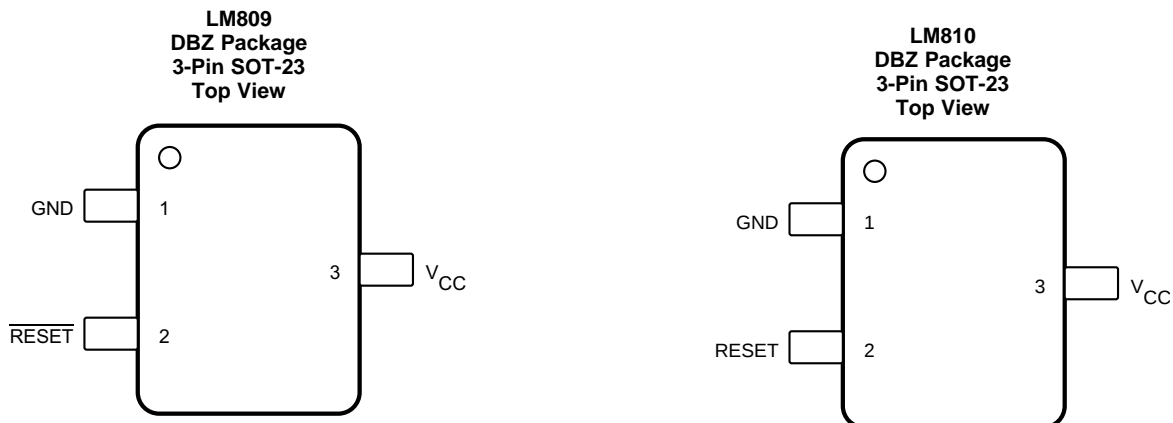 LM809
DBZ Package
3-Pin SOT-23
Top View
GND
1
3
V_CC
R̅E̅S̅E̅T̅
2
LM810
DBZ Package
3-Pin SOT-23
Top View
GND
1
3
V_CC
RESET
2